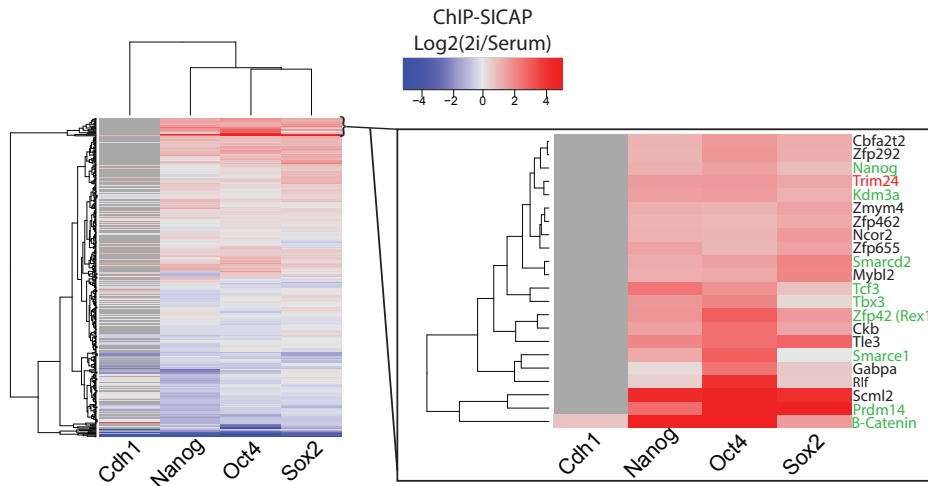 ChIP-SICAP
Log2(2i/Serum)
−4 −2 0 2 4
Cdh1 Nanog Oct4 Sox2
Cbfa2t2
Zfp292
Nanog
Trim24
Kdm3a
Zmym4
Zfp462
Ncor2
Zfp655
Smarcd2
Mybl2
Tcf3
Tbx3
Zfp42 (Rex1
Ckb
Tle3
Smarce1
Gabpa
Rlf
Scml2
Prdm14
B-Catenin
Cdh1 Nanog Oct4 Sox2